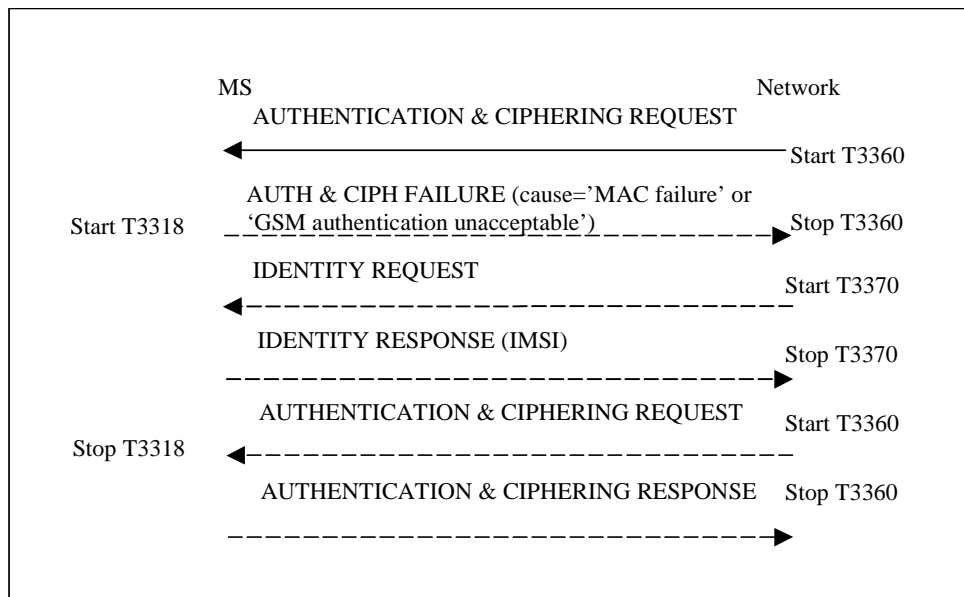 MS Network
AUTHENTICATION & CIPHERING REQUEST
Start T3360
AUTH & CIPH FAILURE (cause=’MAC failure’ or
‘GSM authentication unacceptable’)
Start T3318 Stop T3360
IDENTITY REQUEST
Start T3370
IDENTITY RESPONSE (IMSI)
Stop T3370
AUTHENTICATION & CIPHERING REQUEST Start T3360
Stop T3318
AUTHENTICATION & CIPHERING RESPONSE Stop T3360